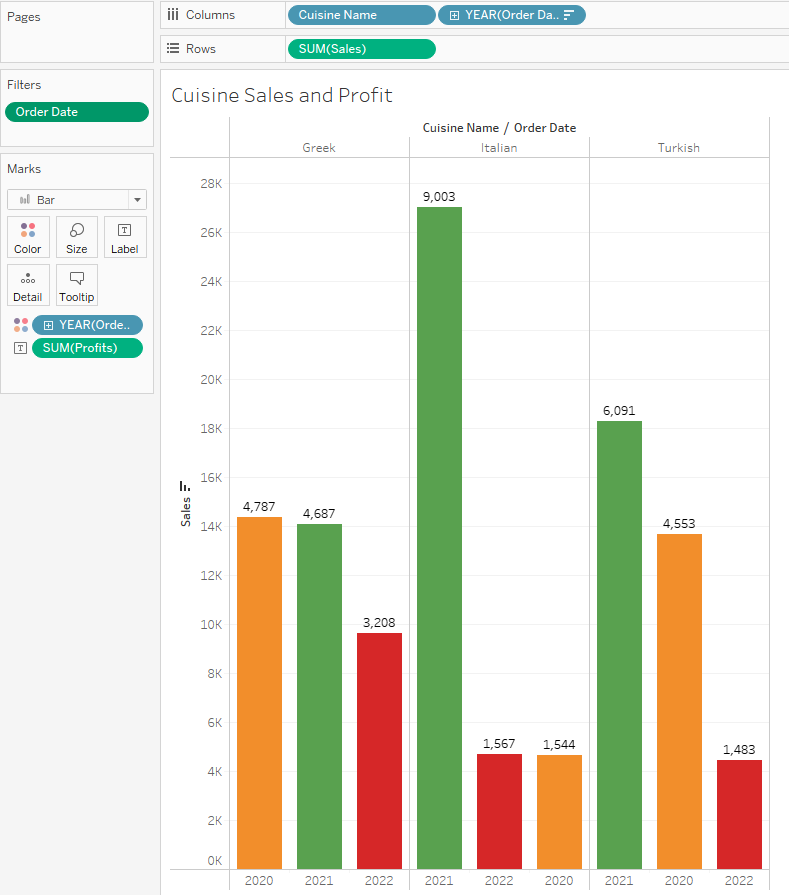 Pages
Columns
Cuisine Name
YEAR(Order Da..
Rows
SUM(Sales)
Filters
Order Date
Marks
Bar
Color
Size
Label
Detail
Tooltip
YEAR(Orde..
SUM(Profits)
Cuisine Sales and Profit
Cuisine Name / Order Date
Greek Italian Turkish
28K
26K
24K
22K
20K
18K
16K
14K
12K
10K
8K
6K
4K
2K
0K
Sales
4,787
4,687
3,208
9,003
1,567
1,544
6,091
4,553
1,483
2020 2021 2022 2021 2022 2020 2021 2020 2022